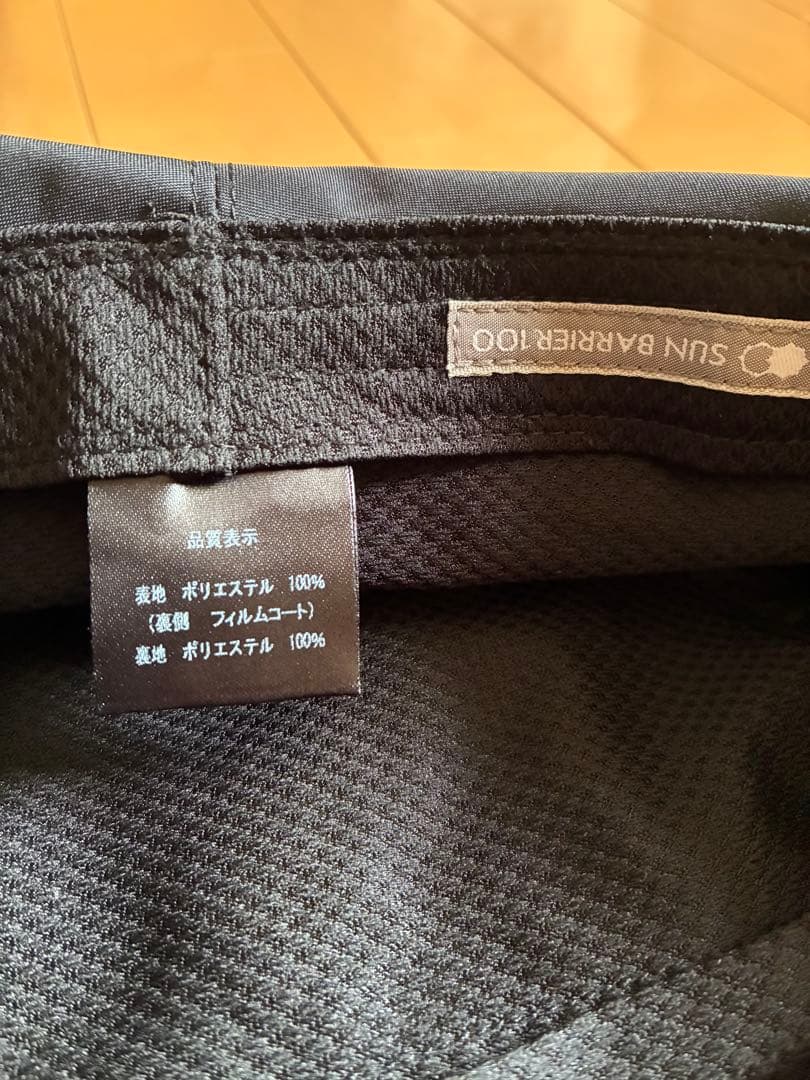 SUN BARRIER100
品質表示
表地 ポリエステル 100%
(裏側 フィルムコート)
裏地 ポリエステル 100%